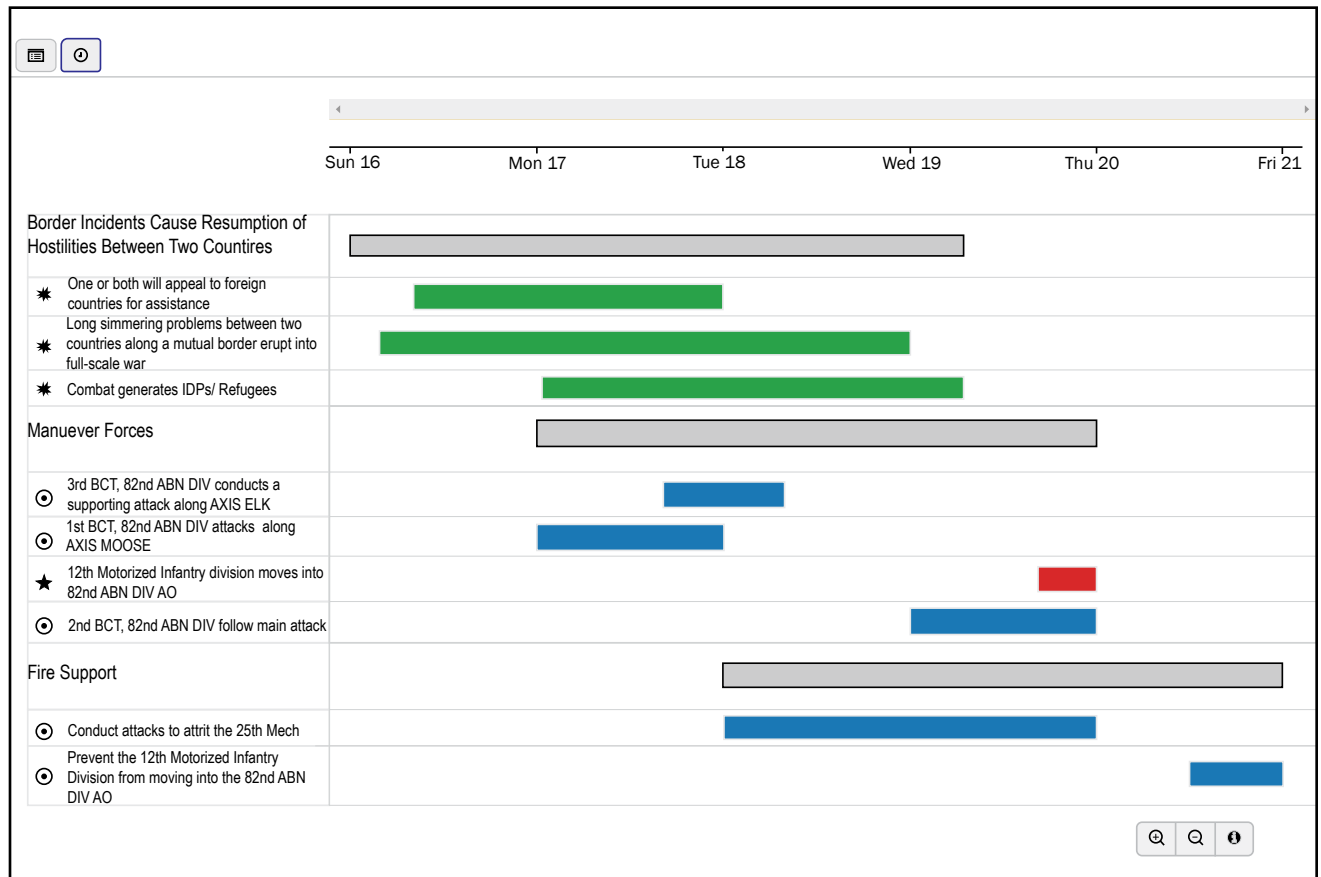 Sun 16 Mon 17 Tue 18 Wed 19 Thu 20 Fri 21
Border Incidents Cause Resumption of
Hostilities Between Two Countires
One or both will appeal to foreign
countries for assistance
Long simmering problems between two
countries along a mutual border erupt into
full-scale war
Combat generates IDPs/ Refugees
Manuever Forces
3rd BCT, 82nd ABN DIV conducts a
supporting attack along AXIS ELK
1st BCT, 82nd ABN DIV attacks along
AXIS MOOSE
12th Motorized Infantry division moves into
82nd ABN DIV AO
2nd BCT, 82nd ABN DIV follow main attack
Fire Support
Conduct attacks to attrit the 25th Mech
Prevent the 12th Motorized Infantry
Division from moving into the 82nd ABN
DIV AO